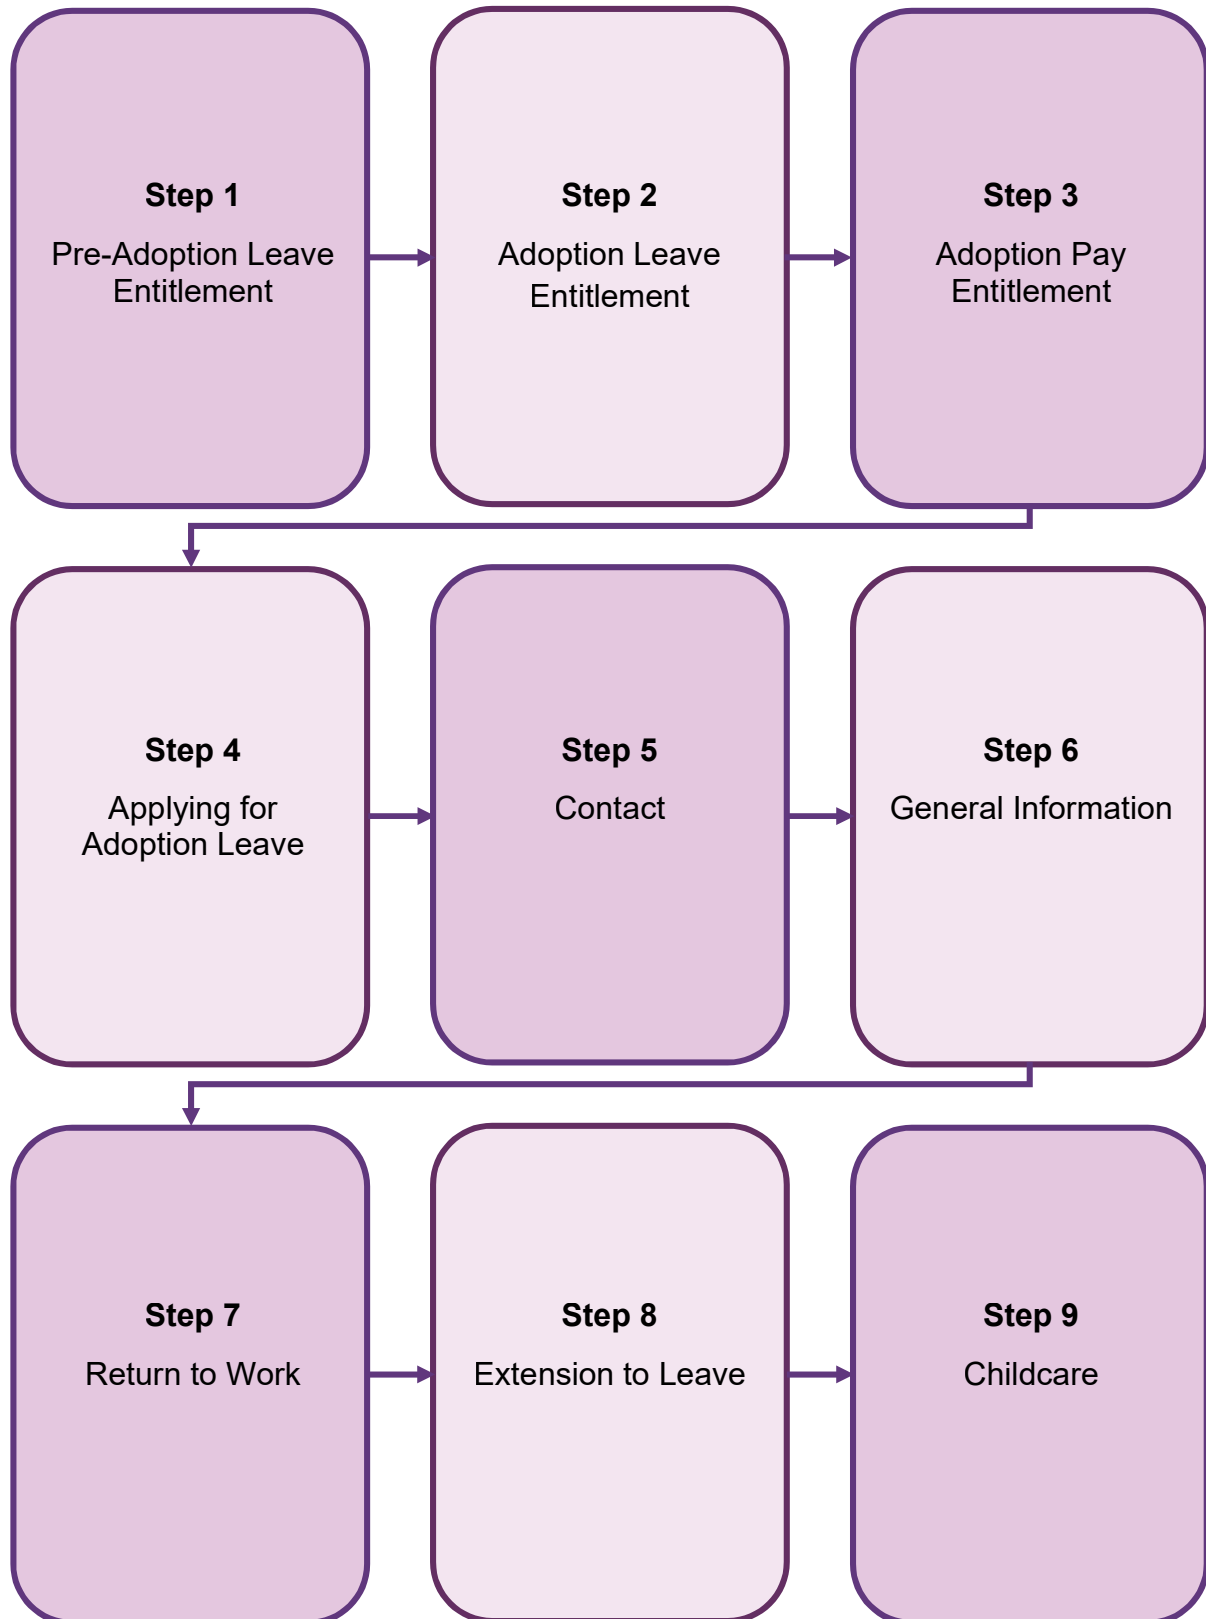 Step 1
Pre-Adoption Leave
Entitlement
Step 2
Adoption Leave
Entitlement
Step 3
Adoption Pay
Entitlement
Step 4
Applying for
Adoption Leave
Step 5
Contact
Step 6
General Information
Step 7
Return to Work
Step 8
Extension to Leave
Step 9
Childcare